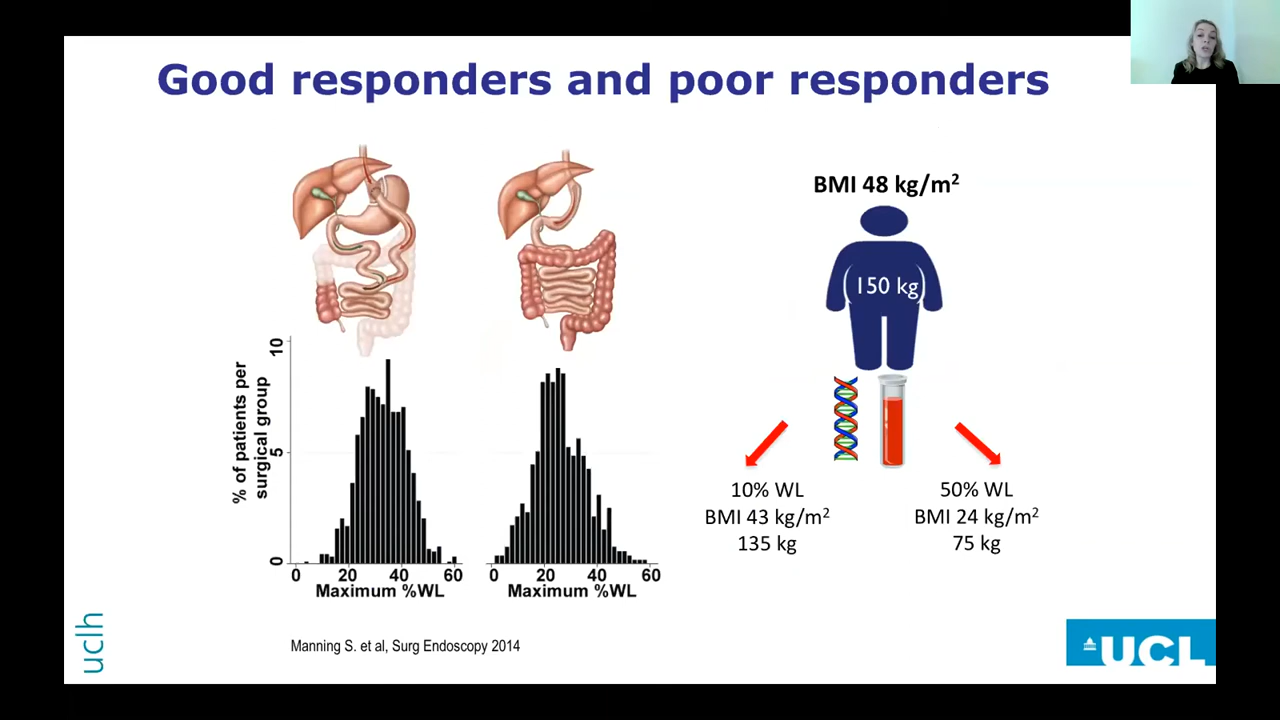 Good responders and poor responders
BMI 48 kg/m²
150 kg
% of patients per
surgical group
10
5
0
0 20 40 60
Maximum %WL
0 20 40 60
Maximum %WL
10% WL
BMI 43 kg/m²
135 kg
50% WL
BMI 24 kg/m²
75 kg
Manning S. et al, Surg Endoscopy 2014
uclh
UCL